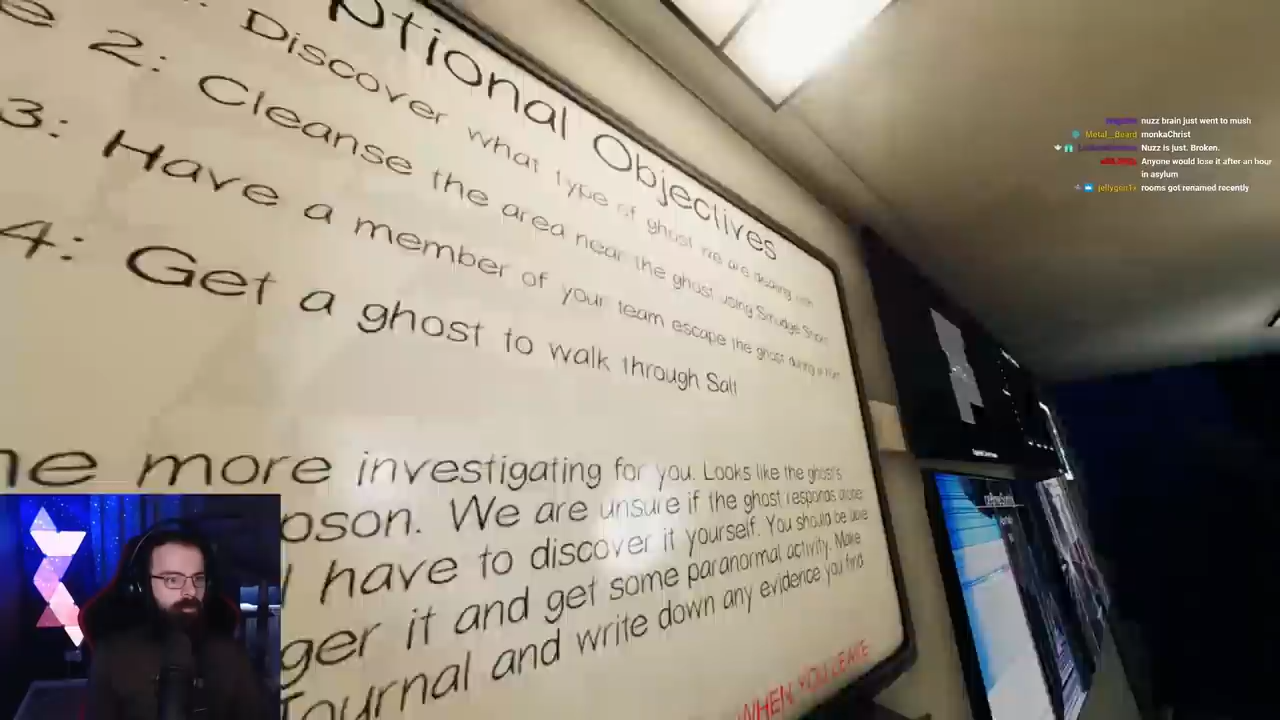 Optional Objectives
Discover what type of ghost we are dealing with
2: Cleanse the area near the ghost using Smudge
3: Have a member of your team escape the ghost during a
4: Get a ghost to walk through Salt
more investigating for you. Looks like the ghost's
We are unsure if the ghost responds
have to discover it yourself. You should be able
it and get some paranormal activity. Make
Journal and write down any evidence you find
WHEN YOU LEAVE
nuzz brain just went to mush
Metal_Beard monkaChrist
Nuzz is just. Broken.
Anyone would lose it after an hour
in asylum
rooms got renamed recently